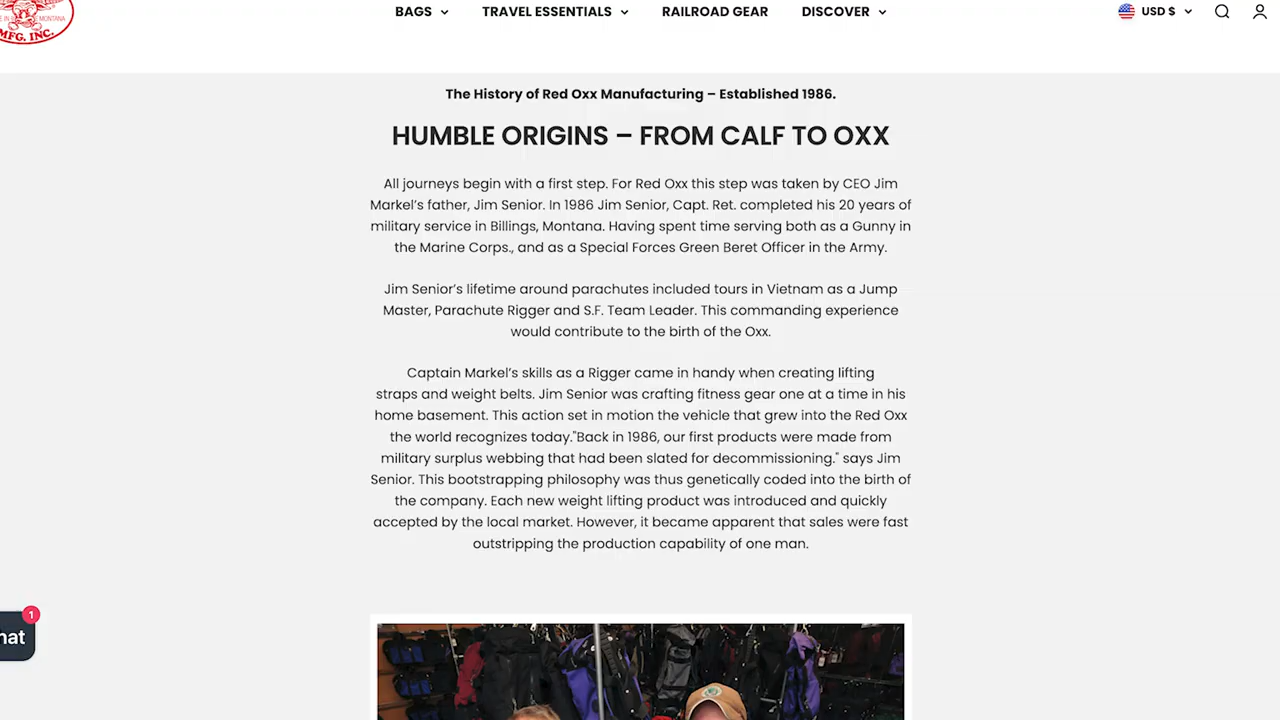 BAGS
TRAVEL ESSENTIALS
RAILROAD GEAR
DISCOVER
USD $
MONTANA
MFG. INC.
The History of Red Oxx Manufacturing – Established 1986.
HUMBLE ORIGINS – FROM CALF TO OXX
All journeys begin with a first step. For Red Oxx this step was taken by CEO Jim
Markel’s father, Jim Senior. In 1986 Jim Senior, Capt. Ret. completed his 20 years of
military service in Billings, Montana. Having spent time serving both as a Gunny in
the Marine Corps., and as a Special Forces Green Beret Officer in the Army.
Jim Senior’s lifetime around parachutes included tours in Vietnam as a Jump
Master, Parachute Rigger and S.F. Team Leader. This commanding experience
would contribute to the birth of the Oxx.
Captain Markel’s skills as a Rigger came in handy when creating lifting
straps and weight belts. Jim Senior was crafting fitness gear one at a time in his
home basement. This action set in motion the vehicle that grew into the Red Oxx
the world recognizes today."Back in 1986, our first products were made from
military surplus webbing that had been slated for decommissioning." says Jim
Senior. This bootstrapping philosophy was thus genetically coded into the birth of
the company. Each new weight lifting product was introduced and quickly
accepted by the local market. However, it became apparent that sales were fast
outstripping the production capability of one man.
1
hat